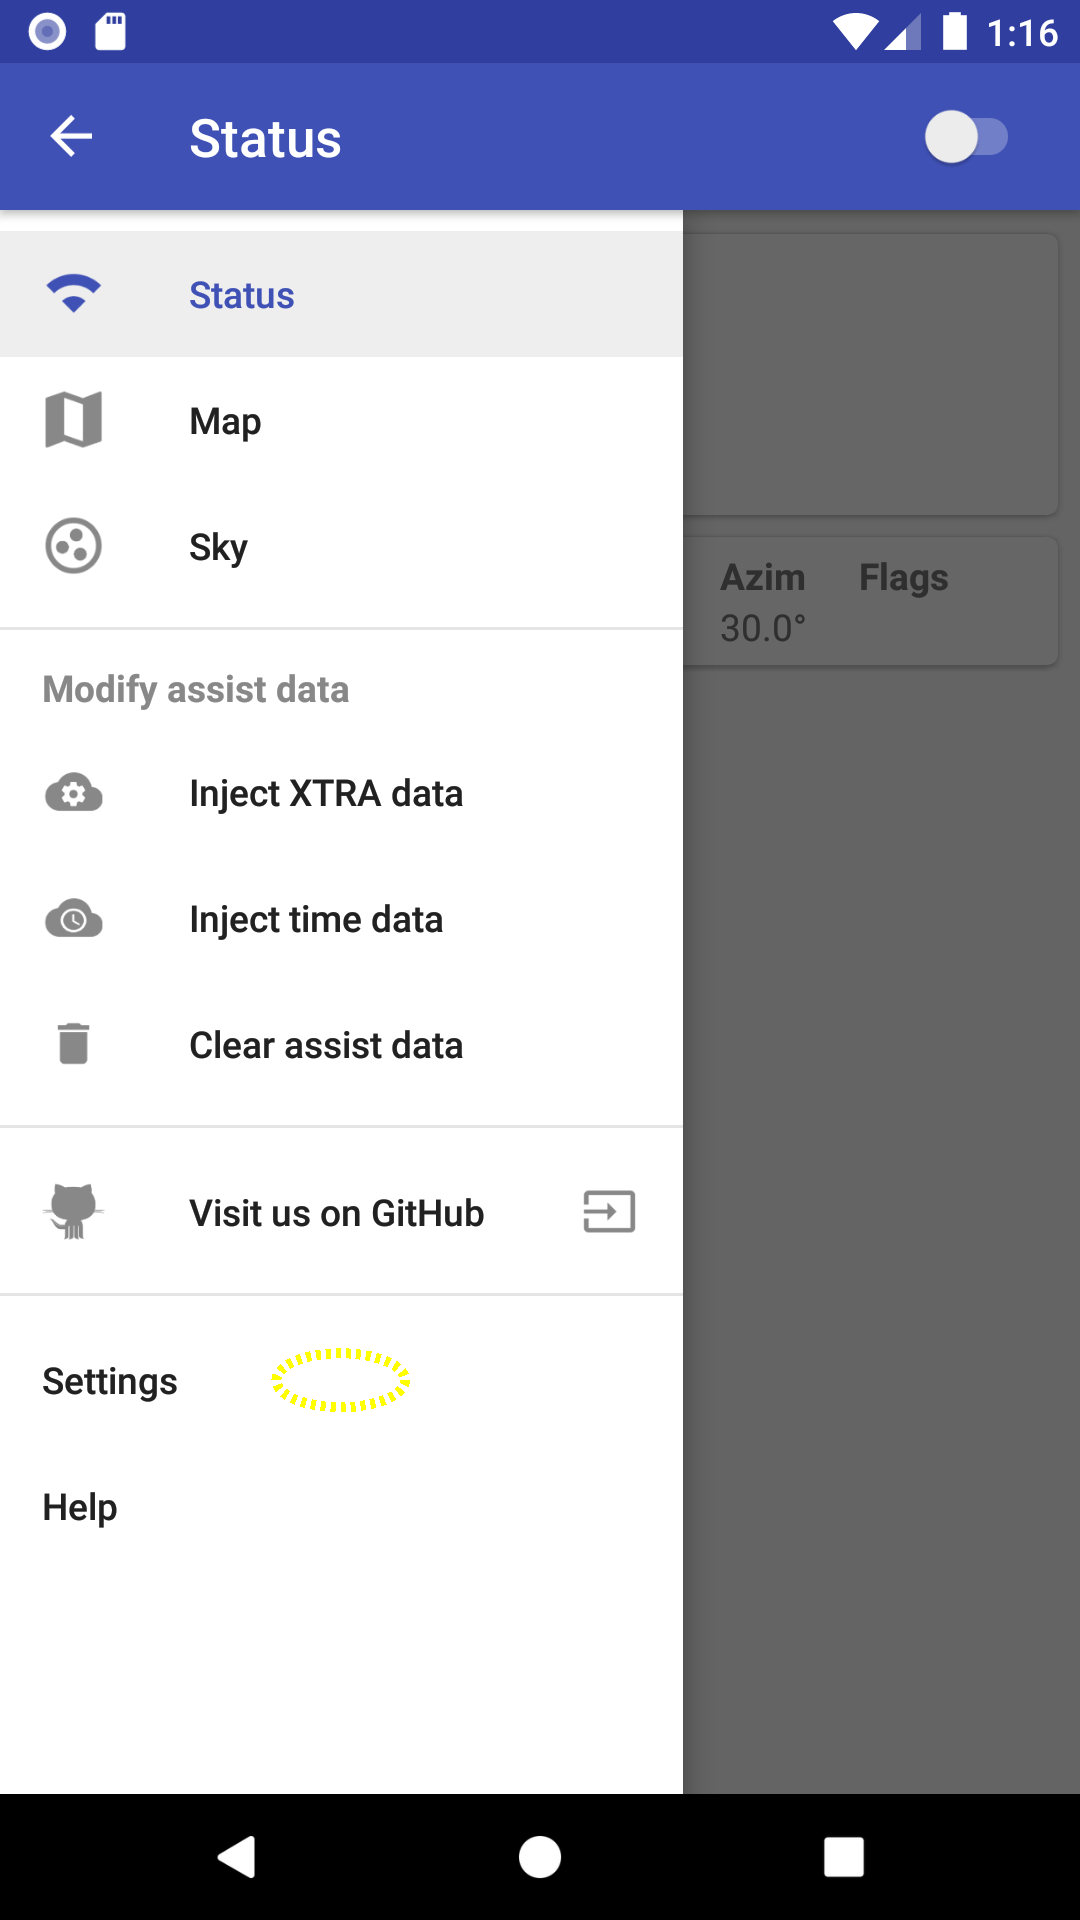 1:16
Status
Status
Map
Sky
Azim Flags
30.0°
Modify assist data
Inject XTRA data
Inject time data
Clear assist data
Visit us on GitHub
Settings
Help